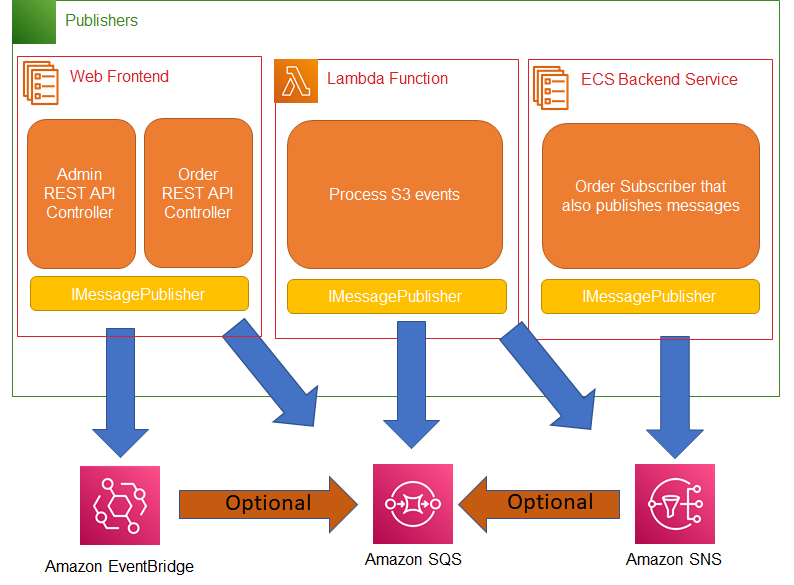 Publishers
Web Frontend
Lambda Function
ECS Backend Service
Admin
REST API
Controller
Order
REST API
Controller
Process S3 events
Order Subscriber that
also publishes messages
IMessagePublisher
IMessagePublisher
IMessagePublisher
Optional
Optional
Amazon EventBridge
Amazon SQS
Amazon SNS